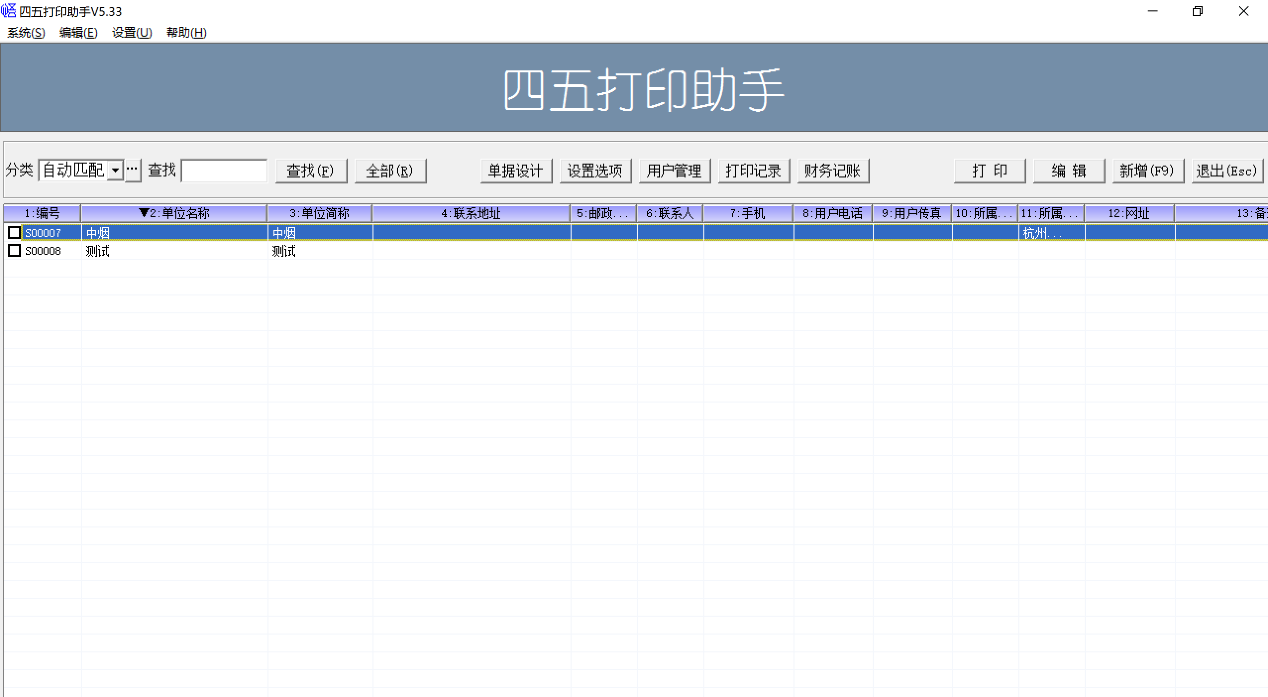 四五打印助手V5.33
系统(S) 编辑(E) 设置(U) 帮助(H)
四五打印助手
分类 自动匹配 ... 查找 查找(F) 全部(R) 单据设计 设置选项 用户管理 打印记录 财务记账 打 印 编 辑 新增(F9) 退出(Esc)
1:编号 ▼2:单位名称 3:单位简称 4:联系地址 5:邮政... 6:联系人 7:手机 8:用户电话 9:用户传真 10:所属... 11:所属... 12:网址 13:备
S00007 中烟 中烟 杭州...
S00008 测试 测试